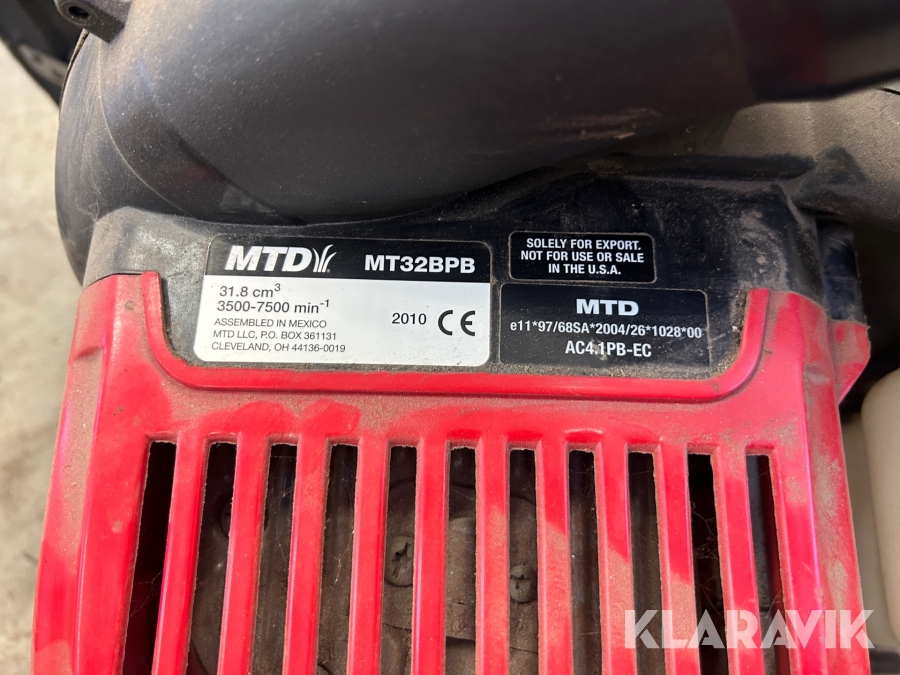 MTD MT32BPB
31.8 cm³
3500-7500 min⁻¹
ASSEMBLED IN MEXICO
MTD LLC, P.O. BOX 361131
CLEVELAND, OH 44136-0019
2010 CE
SOLELY FOR EXPORT.
NOT FOR USE OR SALE
IN THE U.S.A.
MTD
e11*97/68SA*2004/26*1028*00
AC4.1PB-EC
KLARAVIK